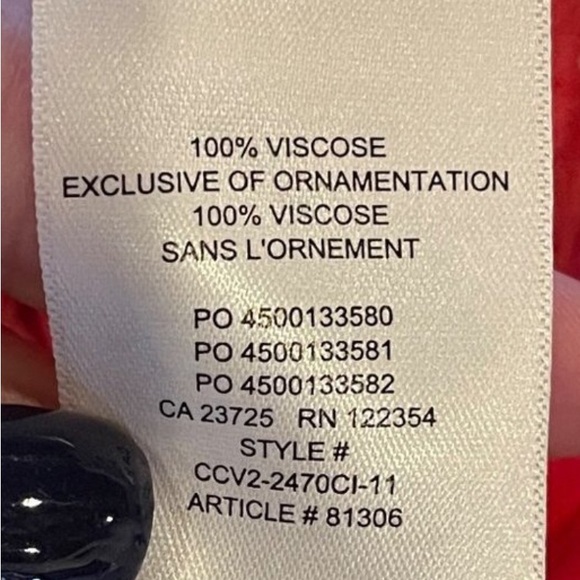 100% VISCOSE
EXCLUSIVE OF ORNAMENTATION
100% VISCOSE
SANS L'ORNEMENT
PO 4500133580
PO 4500133581
PO 4500133582
CA 23725 RN 122354
STYLE #
CCV2-2470CI-11
ARTICLE # 81306